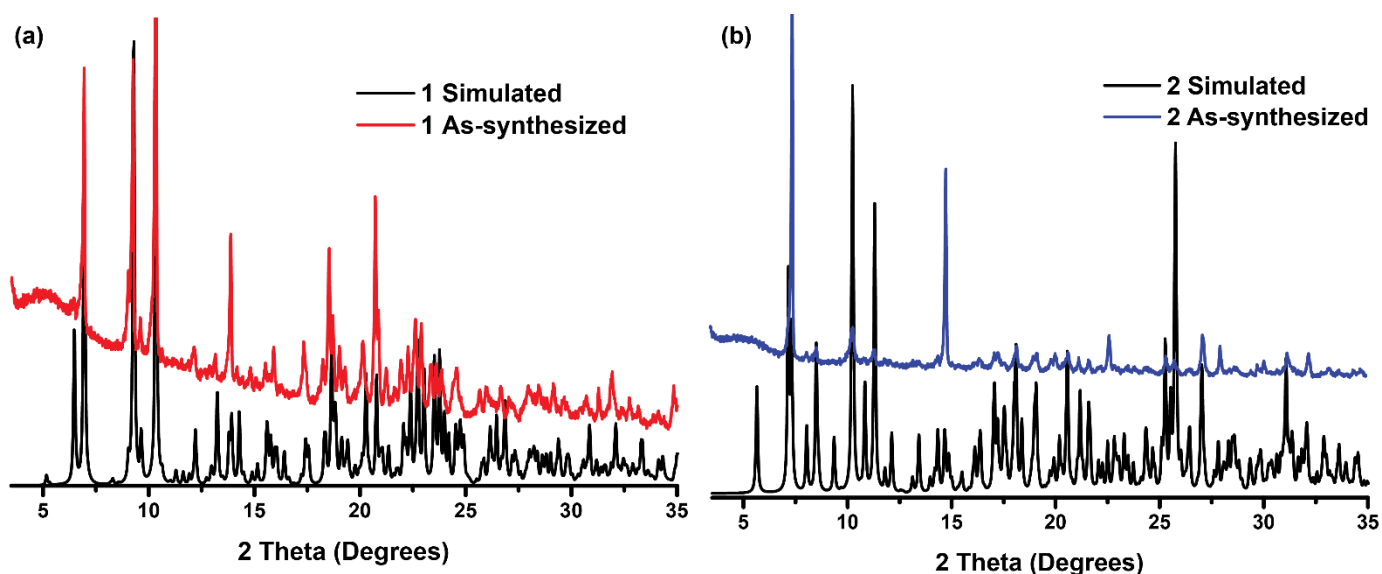 (a)
1 Simulated
1 As-synthesized
5 10 15 20 25 30 35
2 Theta (Degrees)
(b)
2 Simulated
2 As-synthesized
5 10 15 20 25 30 35
2 Theta (Degrees)